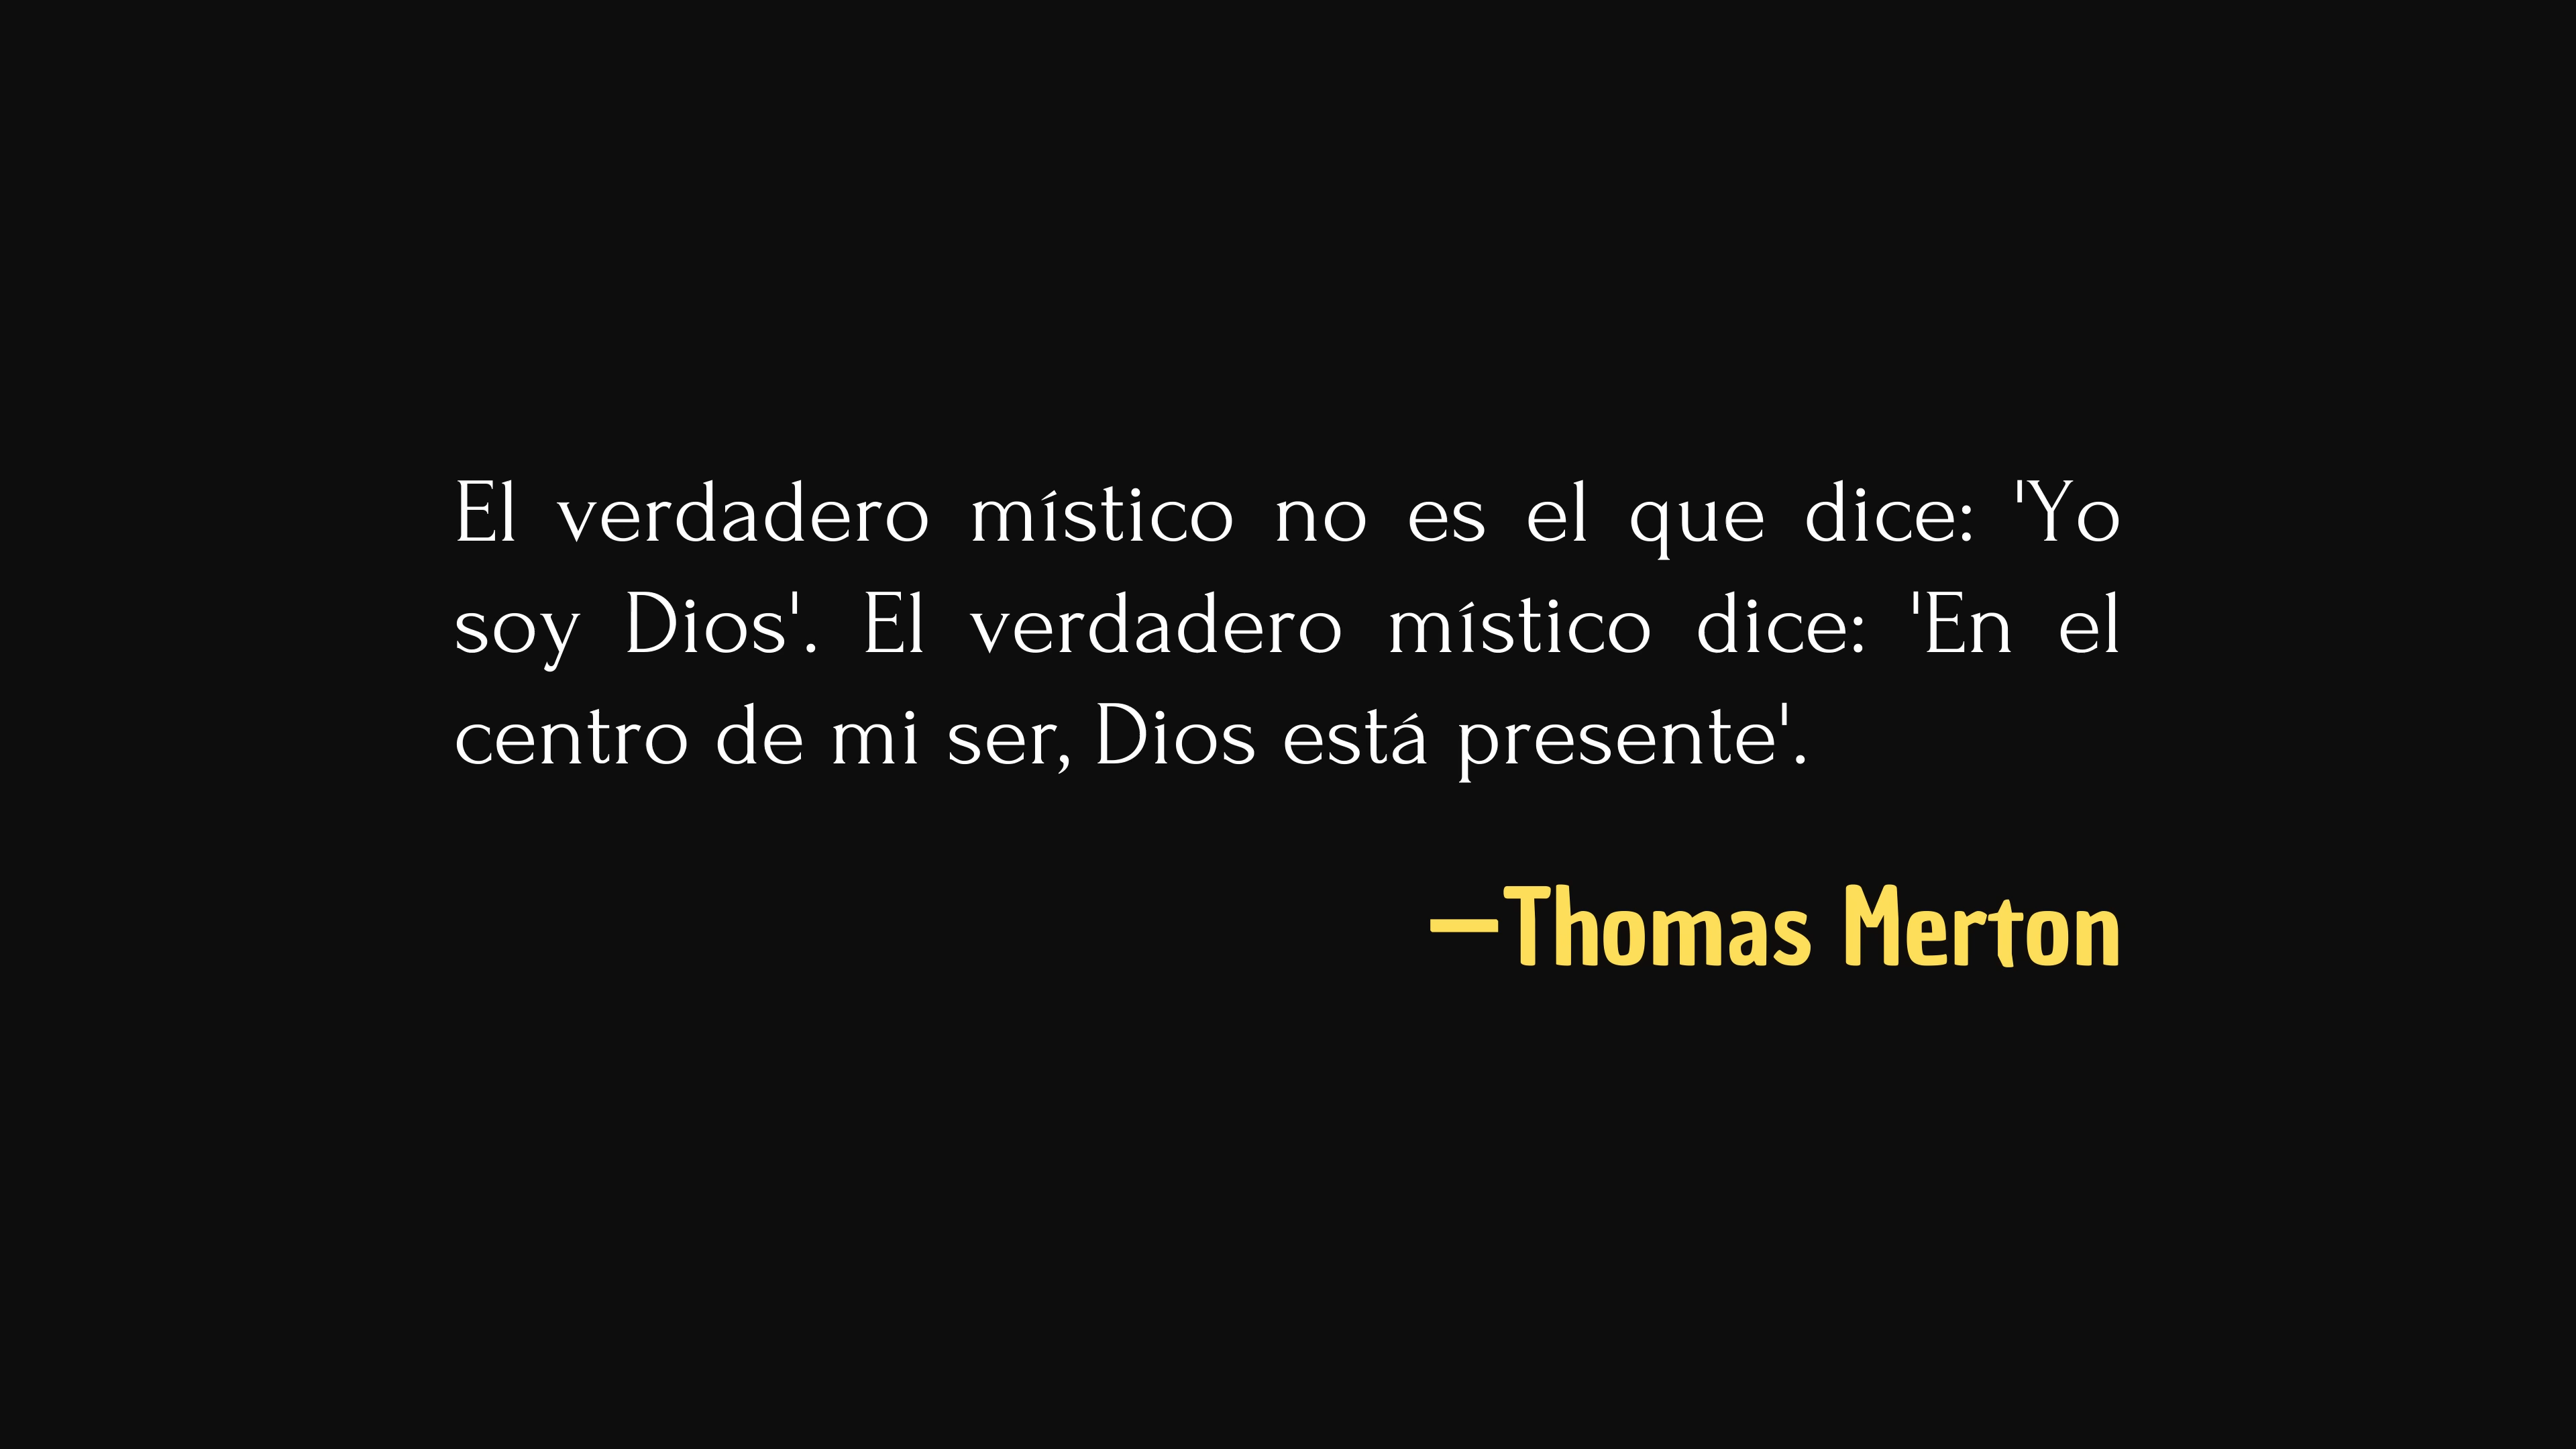 El verdadero místico no es el que dice: 'Yo
soy Dios'. El verdadero místico dice: 'En el
centro de mi ser, Dios está presente'.
—Thomas Merton